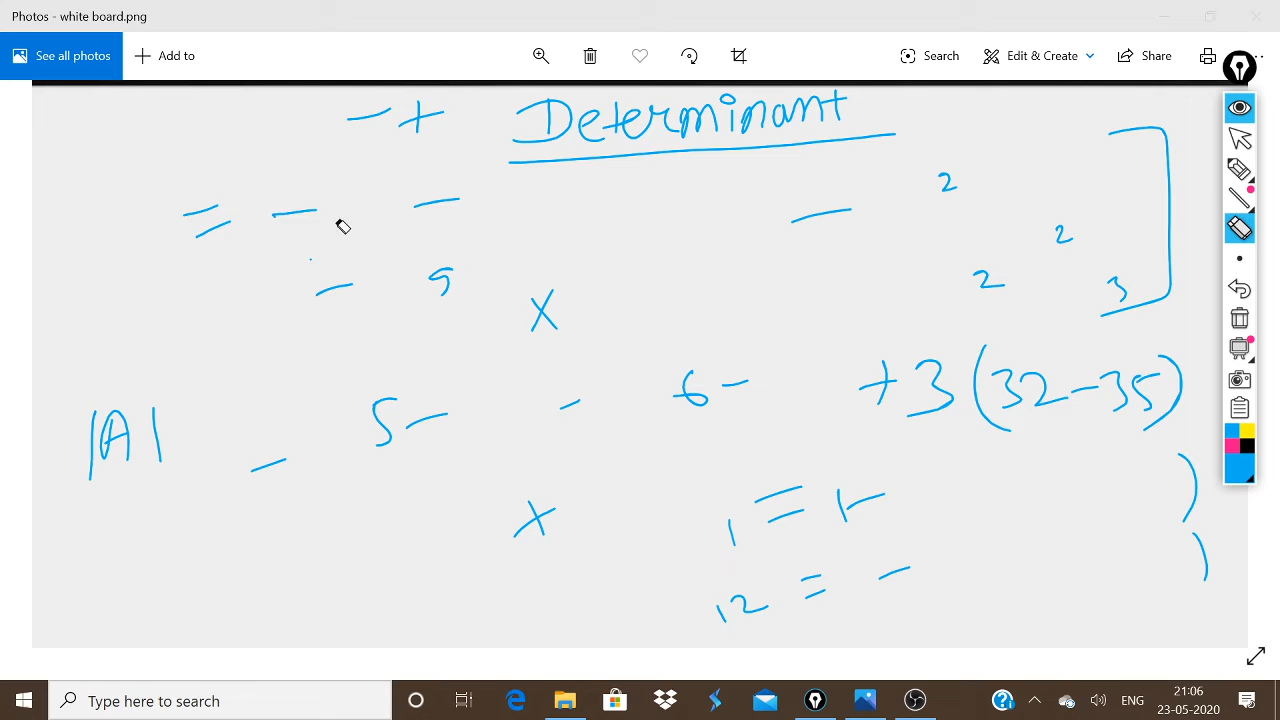 Photos - white board.png
See all photos
Add to
Search
Edit & Create
Share
- + Determinant
= - - - 2
2
- 9 2 3
X
|A| 5 - - 6 - + 3 (32 - 35)
-
x 1 = 1 - )
12 = - )
Type here to search
ENG
21:06
23-05-2020